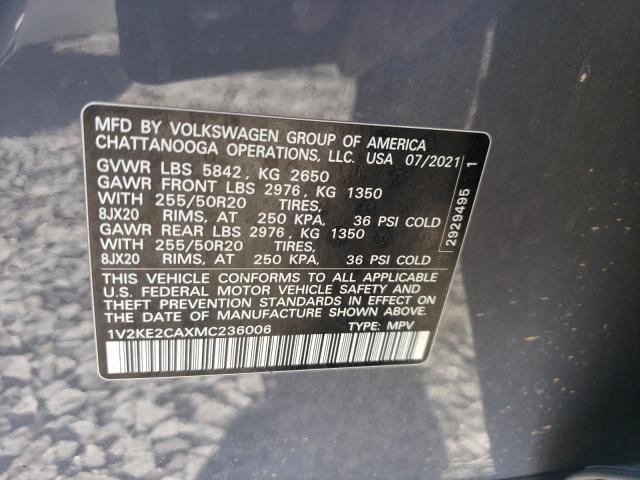 MFD BY VOLKSWAGEN GROUP OF AMERICA
CHATTANOOGA OPERATIONS, LLC. USA 07/2021
GVWR LBS 5842, KG 2650
GAWR FRONT LBS 2976, KG 1350
WITH 255/50R20 TIRES,
8JX20 RIMS, AT 250 KPA, 36 PSI COLD
GAWR REAR LBS 2976, KG 1350
WITH 255/50R20 TIRES,
8JX20 RIMS, AT 250 KPA, 36 PSI COLD
THIS VEHICLE CONFORMS TO ALL APPLICABLE
U.S. FEDERAL MOTOR VEHICLE SAFETY AND
THEFT PREVENTION STANDARDS IN EFFECT ON
THE DATE OF MANUFACTURE SHOWN ABOVE.
1V2KE2CAXMC236006 TYPE: MPV
2929495 1